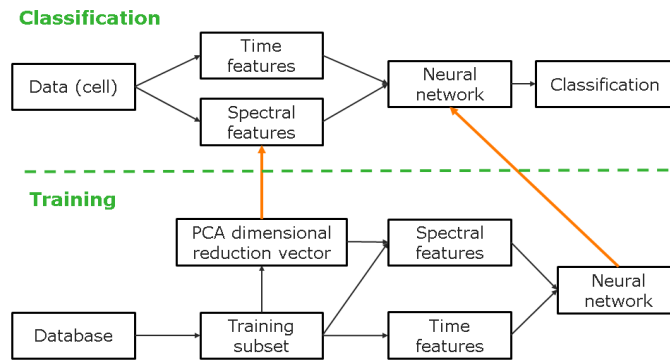 Classification
Time
features
Data (cell)
Spectral
features
Neural
network
Classification
Training
PCA dimensional
reduction vector
Spectral
features
Neural
network
Database
Training
subset
Time
features